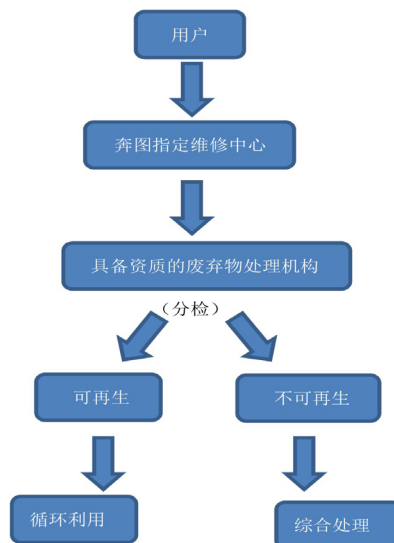 用户
奔图指定维修中心
具备资质的废弃物处理机构
（分检）
可再生
不可再生
循环利用
综合处理